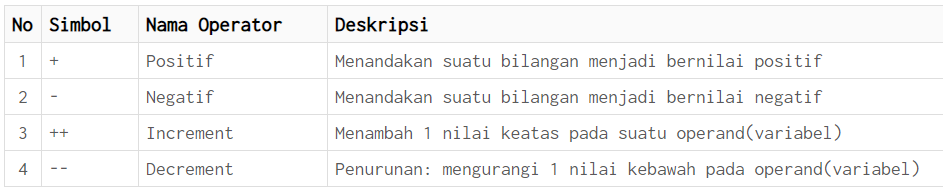 No Simbol Nama Operator Deskripsi
1 + Positif Menandakan suatu bilangan menjadi bernilai positif
2 - Negatif Menandakan suatu bilangan menjadi bernilai negatif
3 ++ Increment Menambah 1 nilai keatas pada suatu operand(variabel)
4 -- Decrement Penurunan: mengurangi 1 nilai kebawah pada operand(variabel)